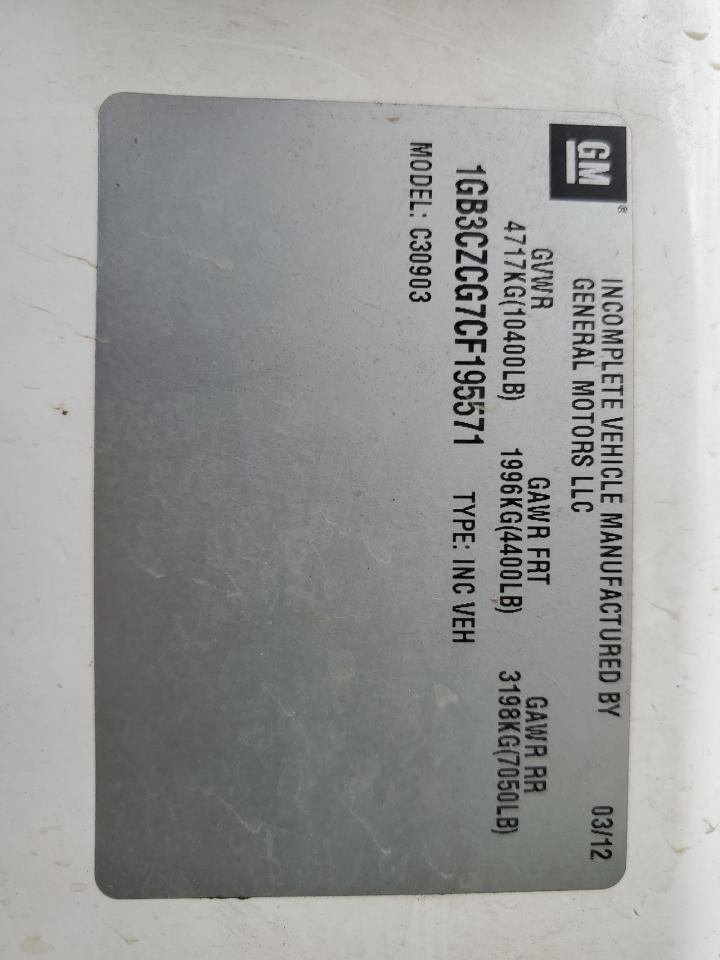 GM®
INCOMPLETE VEHICLE MANUFACTURED BY 03/12
GENERAL MOTORS LLC
GVWR GAWR FRT GAWR RR
4717KG(10400LB) 1996KG(4400LB) 3198KG(7050LB)
1GB3CZCG7CF195571 TYPE: INC VEH
MODEL: C30903